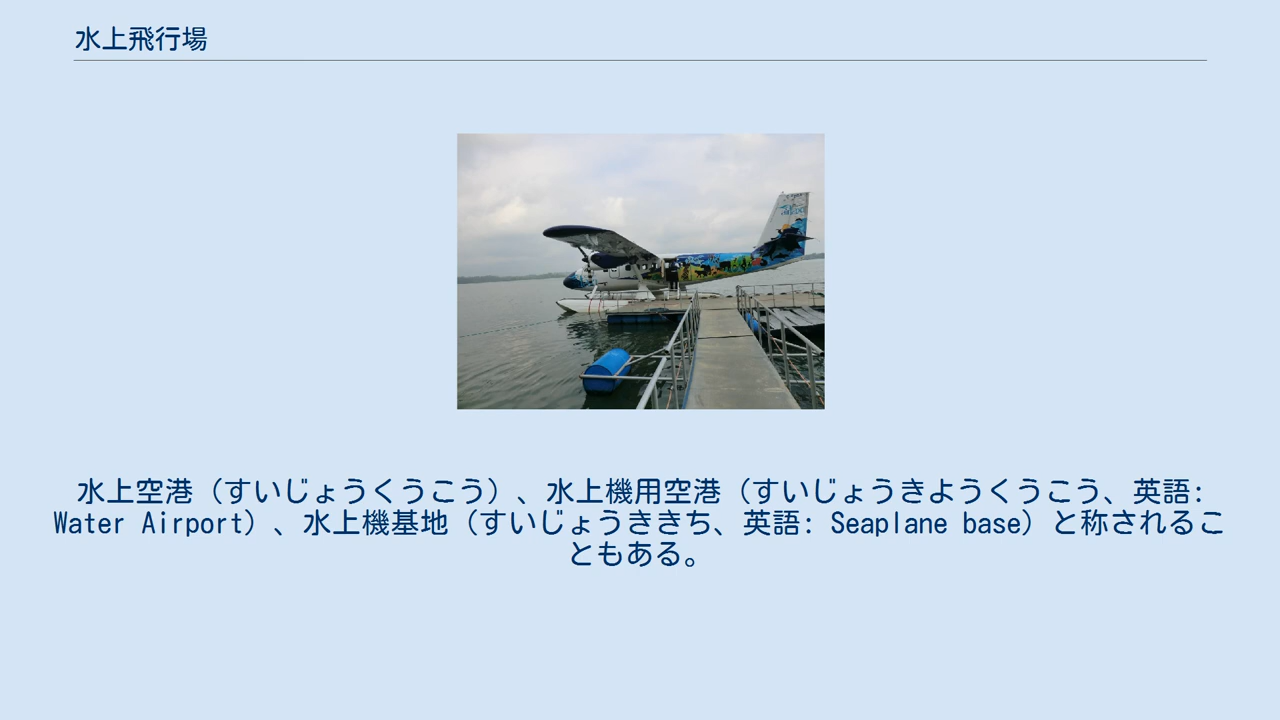 水上飛行場
水上空港（すいじょうくうこう）、水上機用空港（すいじょうきようくうこう、英語:
Water Airport）、水上機基地（すいじょうききち、英語: Seaplane base）と称されるこ
ともある。